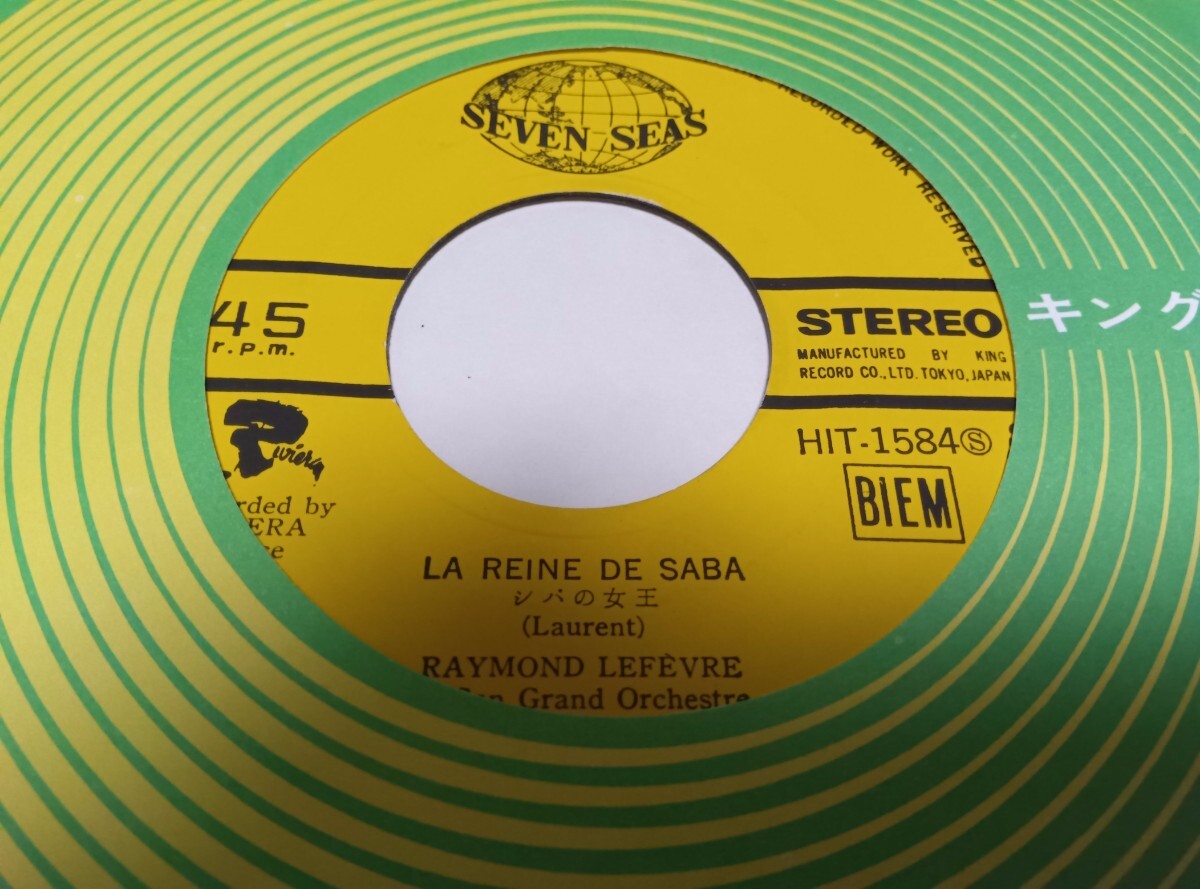 SEVEN SEAS
RECORDED WORK RESERVED
45
r.p.m.
STEREO
MANUFACTURED BY KING
RECORD CO., LTD. TOKYO, JAPAN
キング
Riviera
HIT-1584Ⓢ
BIEM
rded by
ERA
LA REINE DE SABA
シバの女王
(Laurent)
RAYMOND LEFÈVRE
Son Grand Orchestre